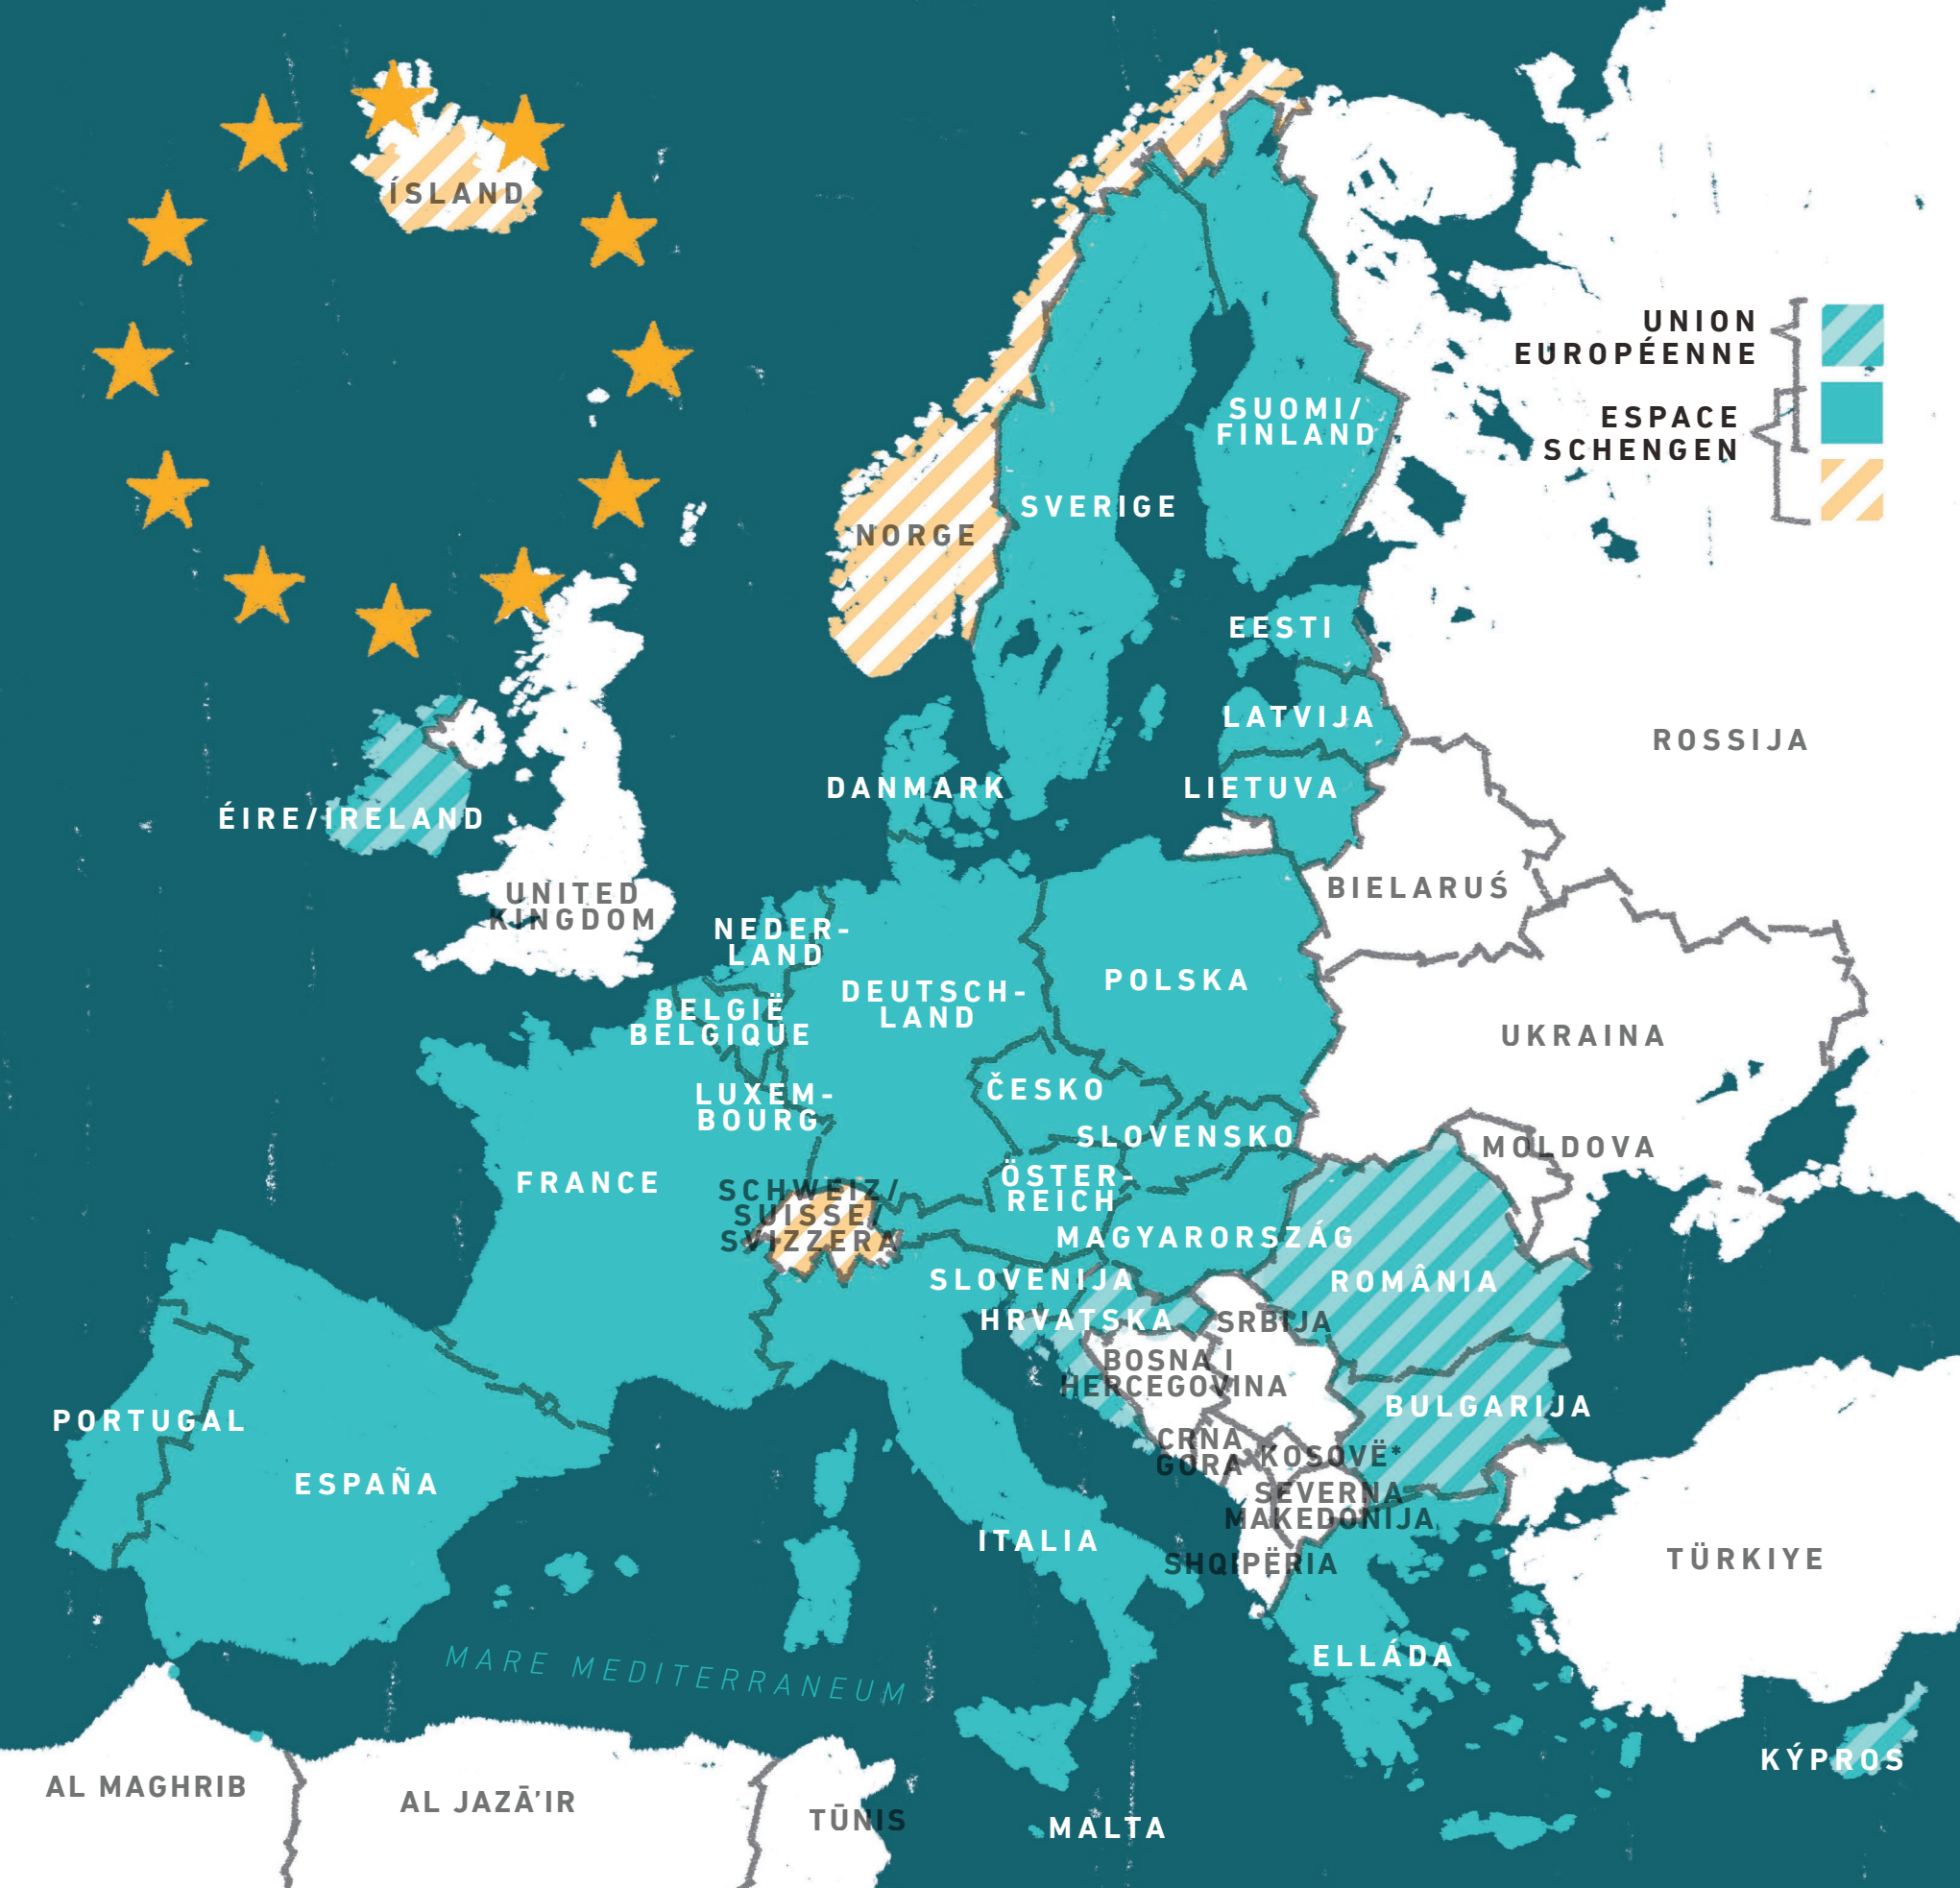 ÍSLAND
UNION
EUROPÉENNE
ESPACE
SCHENGEN
SUOMI/
FINLAND
SVERIGE
NORGE
EESTI
LATVIJA
ROSSIJA
DANMARK
LIETUVA
ÉIRE/IRELAND
UNITED
KINGDOM
BIELARUŚ
NEDER-
LAND
POLSKA
DEUTSCH-
LAND
BELGIË
BELGIQUE
UKRAINA
ČESKO
LUXEM-
BOURG
SLOVENSKO
MOLDOVA
FRANCE
ÖSTER-
REICH
SCHWEIZ/
SUISSE/
SVIZZERA
MAGYARORSZÁG
SLOVENIJA
ROMÂNIA
HRVATSKA
SRBIJA
BOSNA I
HERCEGOVINA
BULGARIJA
PORTUGAL
CRNA
GORA
KOSOVË*
ESPAÑA
SEVERNA
MAKEDONIJA
ITALIA
SHQIPËRIA
TÜRKIYE
ELLÁDA
MARE MEDITERRANEUM
KÝPROS
AL MAGHRIB
AL JAZĀ’IR
TŪNIS
MALTA